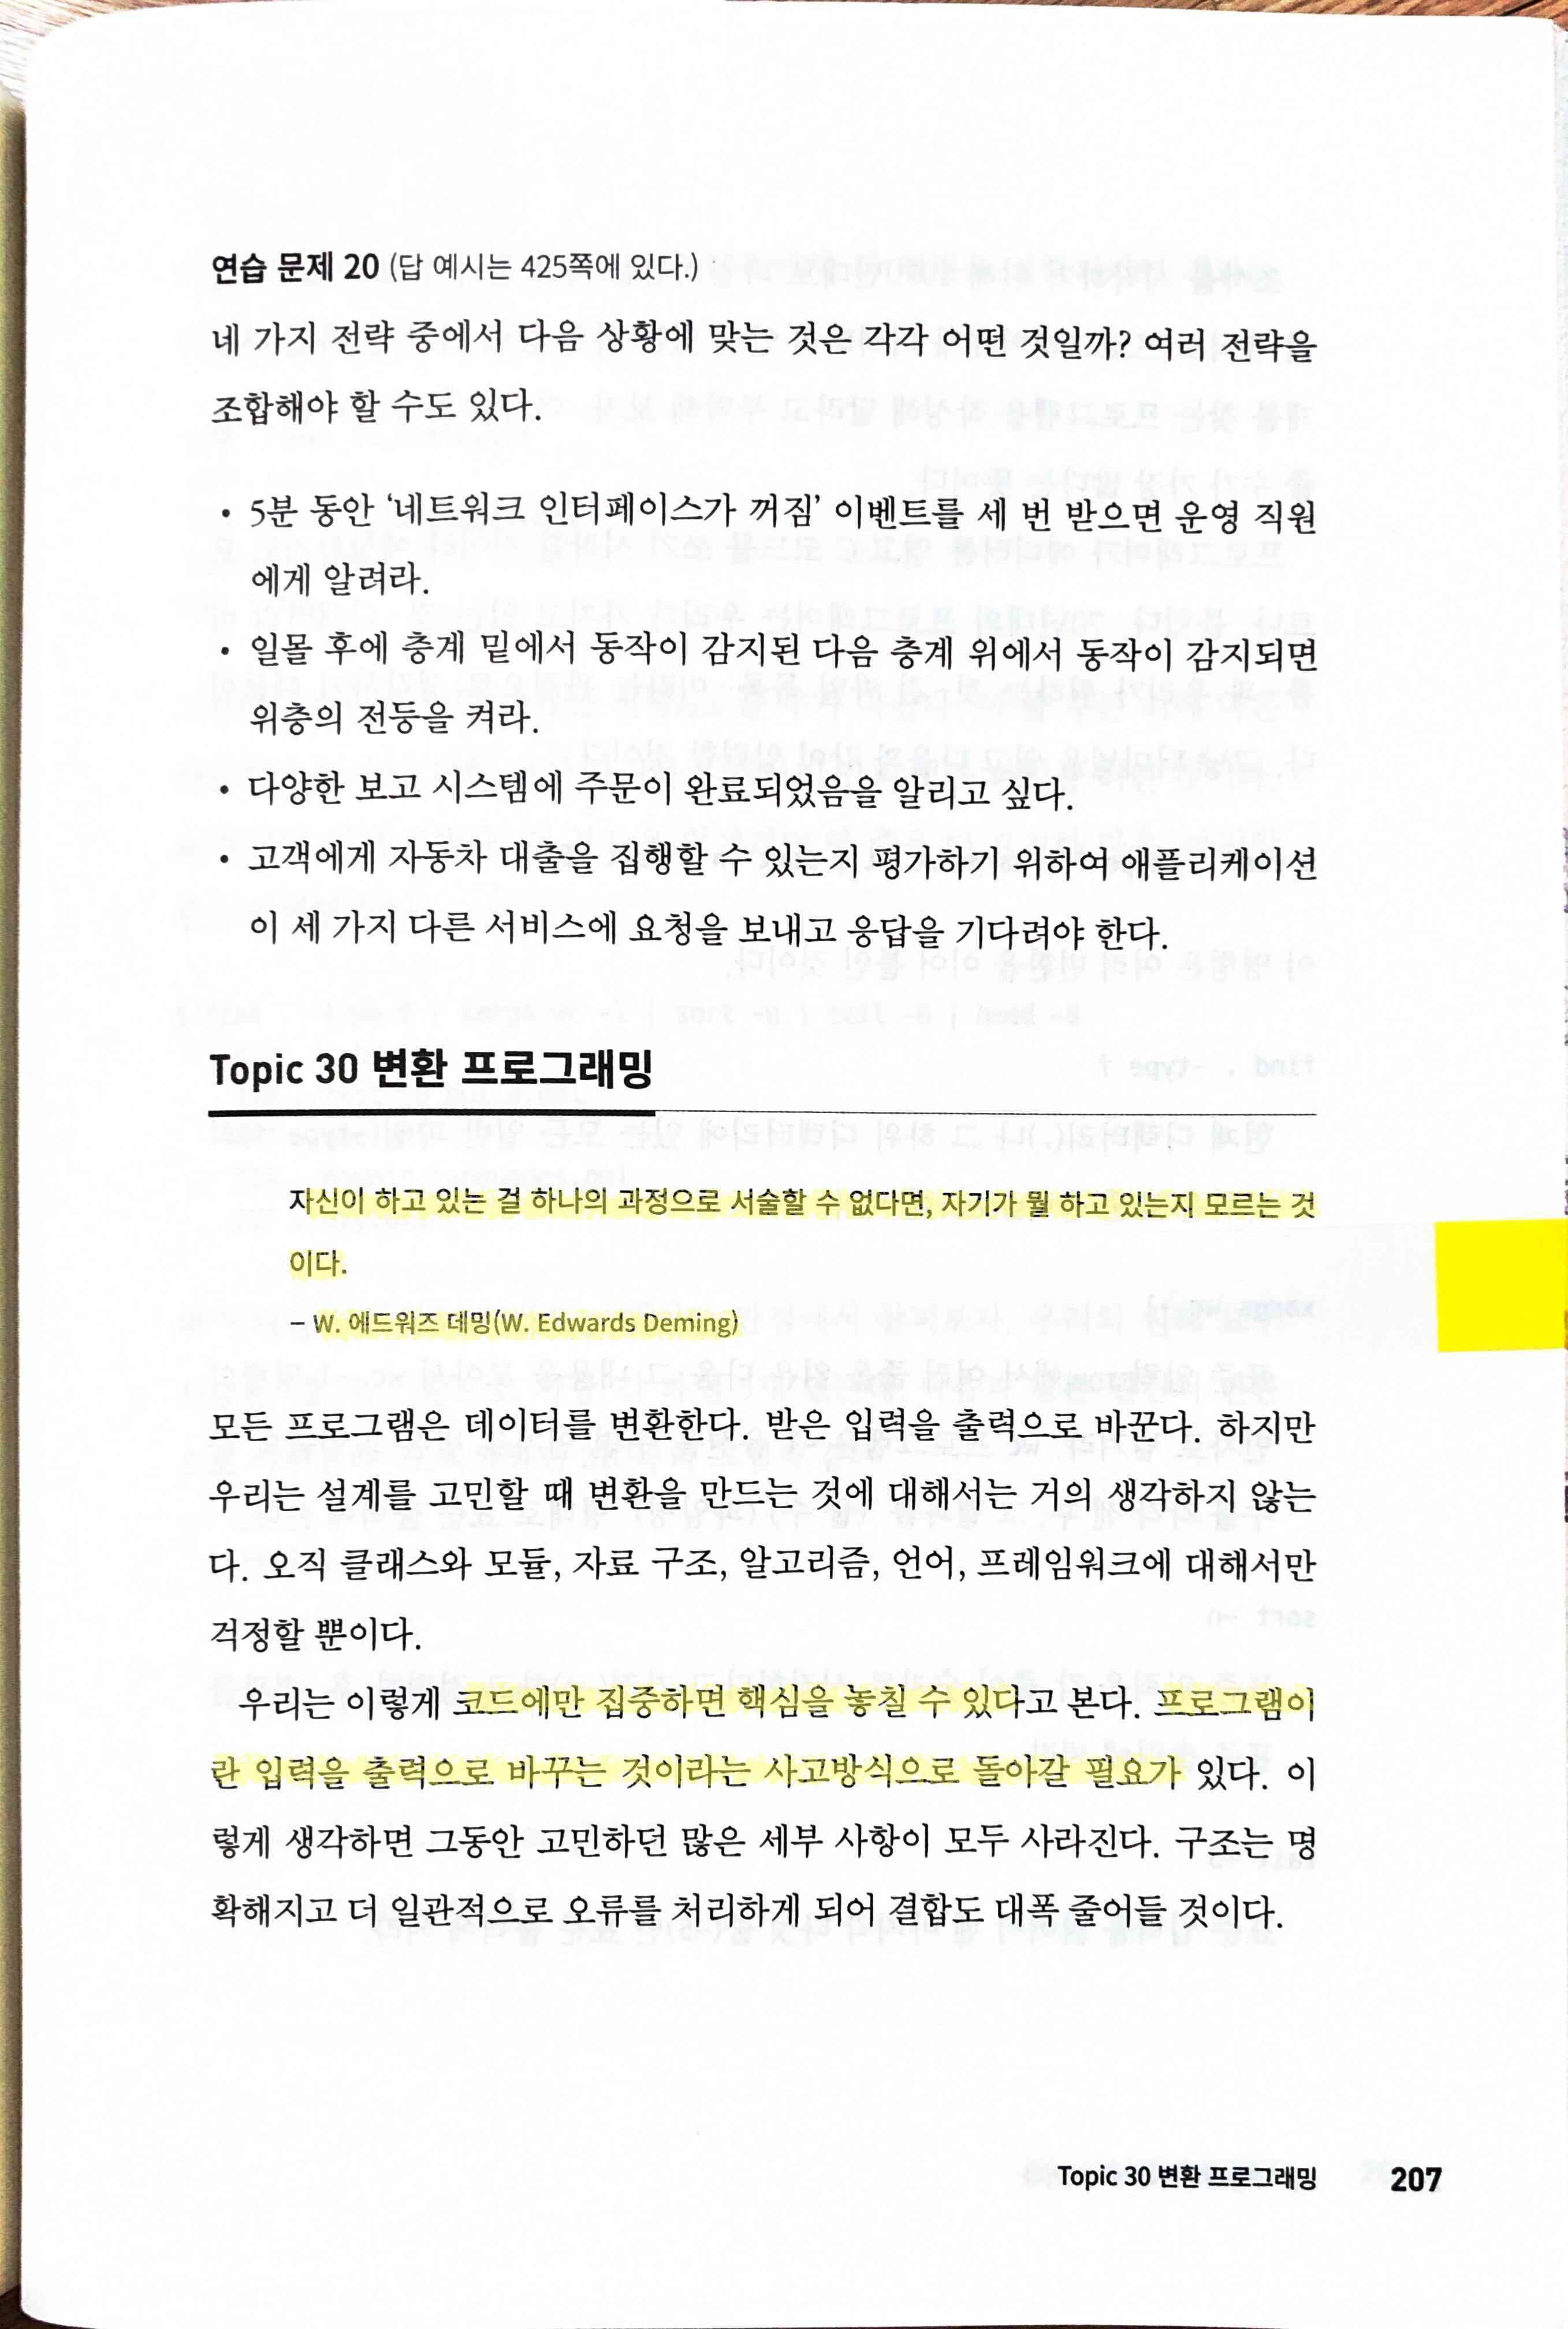 연습 문제 20 (답 예시는 425쪽에 있다.)
네 가지 전략 중에서 다음 상황에 맞는 것은 각각 어떤 것일까? 여러 전략을
조합해야 할 수도 있다.
• 5분 동안 ‘네트워크 인터페이스가 꺼짐’ 이벤트를 세 번 받으면 운영 직원
에게 알려라.
• 일몰 후에 층계 밑에서 동작이 감지된 다음 층계 위에서 동작이 감지되면
위층의 전등을 켜라.
• 다양한 보고 시스템에 주문이 완료되었음을 알리고 싶다.
• 고객에게 자동차 대출을 집행할 수 있는지 평가하기 위하여 애플리케이션
이 세 가지 다른 서비스에 요청을 보내고 응답을 기다려야 한다.
Topic 30 변환 프로그래밍
자신이 하고 있는 걸 하나의 과정으로 서술할 수 없다면, 자기가 뭘 하고 있는지 모르는 것
이다.
– W. 에드워즈 데밍(W. Edwards Deming)
모든 프로그램은 데이터를 변환한다. 받은 입력을 출력으로 바꾼다. 하지만
우리는 설계를 고민할 때 변환을 만드는 것에 대해서는 거의 생각하지 않는
다. 오직 클래스와 모듈, 자료 구조, 알고리즘, 언어, 프레임워크에 대해서만
걱정할 뿐이다.
우리는 이렇게 코드에만 집중하면 핵심을 놓칠 수 있다고 본다. 프로그램이
란 입력을 출력으로 바꾸는 것이라는 사고방식으로 돌아갈 필요가 있다. 이
렇게 생각하면 그동안 고민하던 많은 세부 사항이 모두 사라진다. 구조는 명
확해지고 더 일관적으로 오류를 처리하게 되어 결합도 대폭 줄어들 것이다.
Topic 30 변환 프로그래밍 207